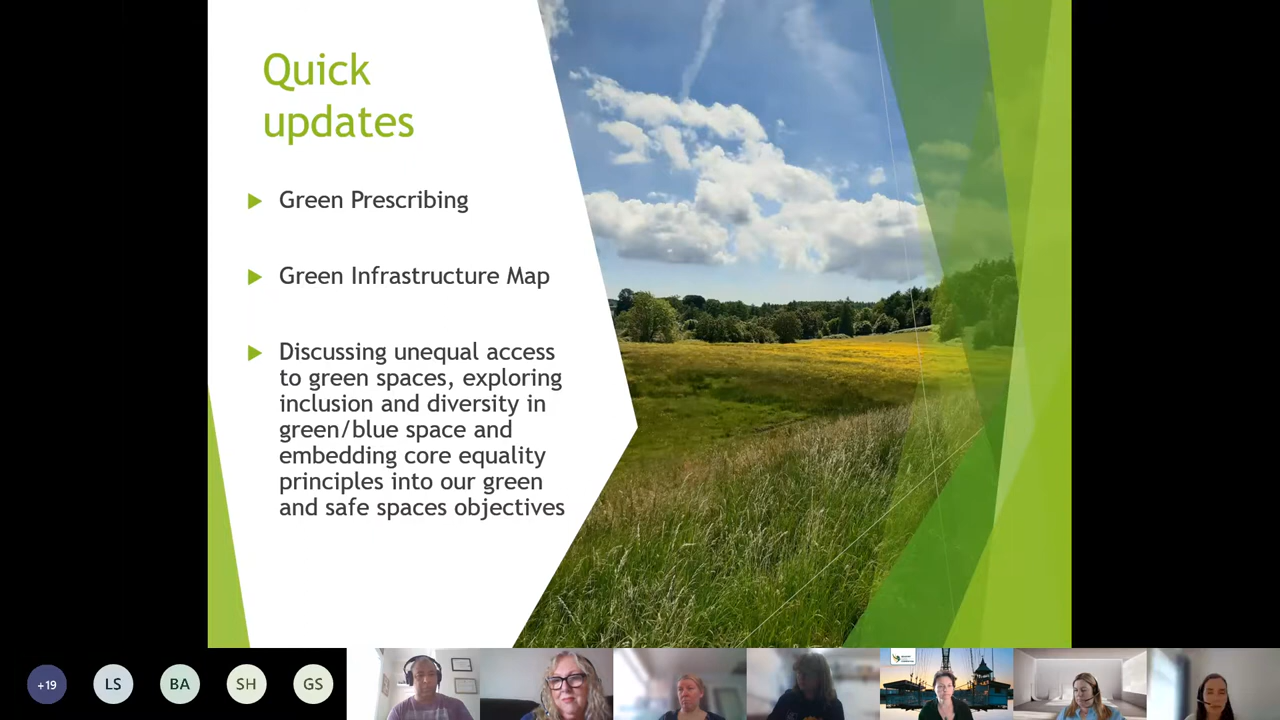 Quick
updates
Green Prescribing
Green Infrastructure Map
Discussing unequal access
to green spaces, exploring
inclusion and diversity in
green/blue space and
embedding core equality
principles into our green
and safe spaces objectives
+19
LS
BA
SH
GS